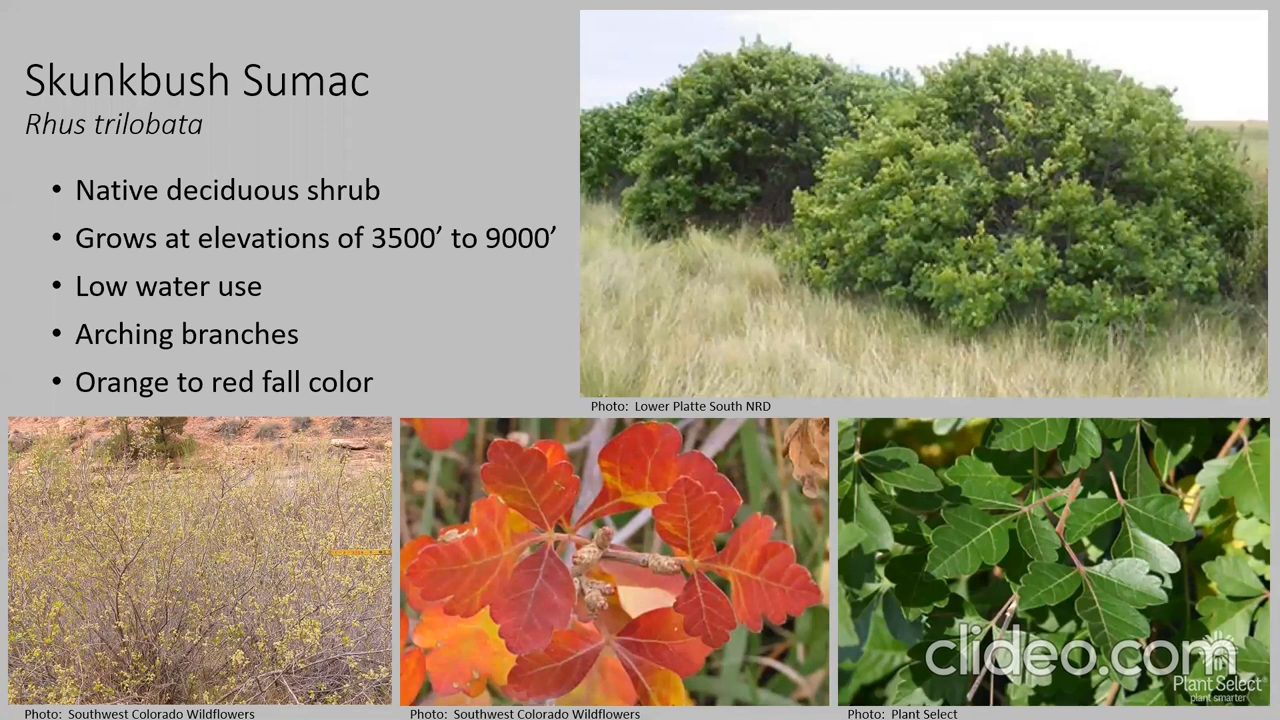 Skunkbush Sumac
Rhus trilobata
• Native deciduous shrub
• Grows at elevations of 3500’ to 9000’
• Low water use
• Arching branches
• Orange to red fall color
Photo: Lower Platte South NRD
clideo.com
Plant Select®
plant smarter™
Photo: Southwest Colorado Wildflowers
Photo: Southwest Colorado Wildflowers
Photo: Plant Select